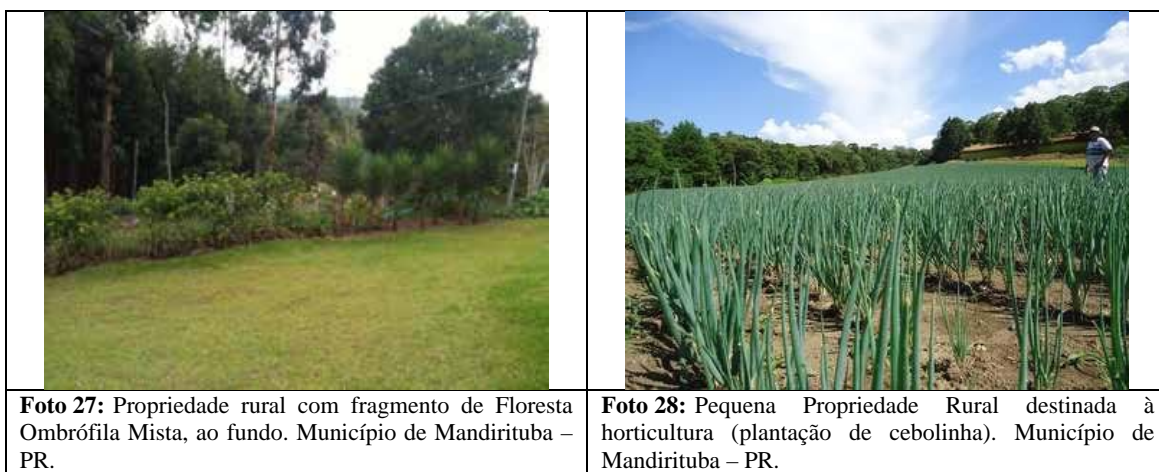 Foto 27: Propriedade rural com fragmento de Floresta
Ombrófila Mista, ao fundo. Município de Mandirituba –
PR.
Foto 28: Pequena Propriedade Rural destinada à
horticultura (plantação de cebolinha). Município de
Mandirituba – PR.